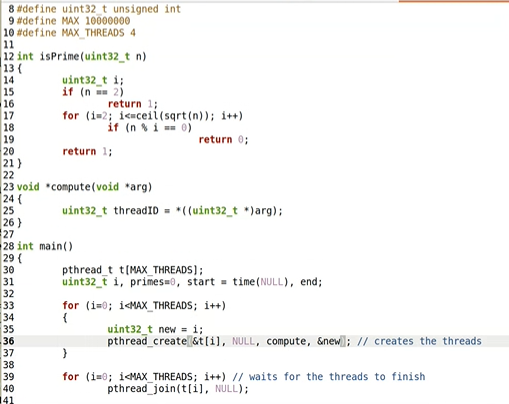 8 #define uint32_t unsigned int
9 #define MAX 10000000
10 #define MAX_THREADS 4
11
12 int isPrime(uint32_t n)
13 {
14 uint32_t i;
15 if (n == 2)
16 return 1;
17 for (i=2; i<=ceil(sqrt(n)); i++)
18 if (n % i == 0)
19 return 0;
20 return 1;
21 }
22
23 void *compute(void *arg)
24 {
25 uint32_t threadID = *((uint32_t *)arg);
26 }
27
28 int main()
29 {
30 pthread_t t[MAX_THREADS];
31 uint32_t i, primes=0, start = time(NULL), end;
32
33 for (i=0; i<MAX_THREADS; i++)
34 {
35 uint32_t new = i;
36 pthread_create(&t[i], NULL, compute, &new); // creates the threads
37 }
38
39 for (i=0; i<MAX_THREADS; i++) // waits for the threads to finish
40 pthread_join(t[i], NULL);
41